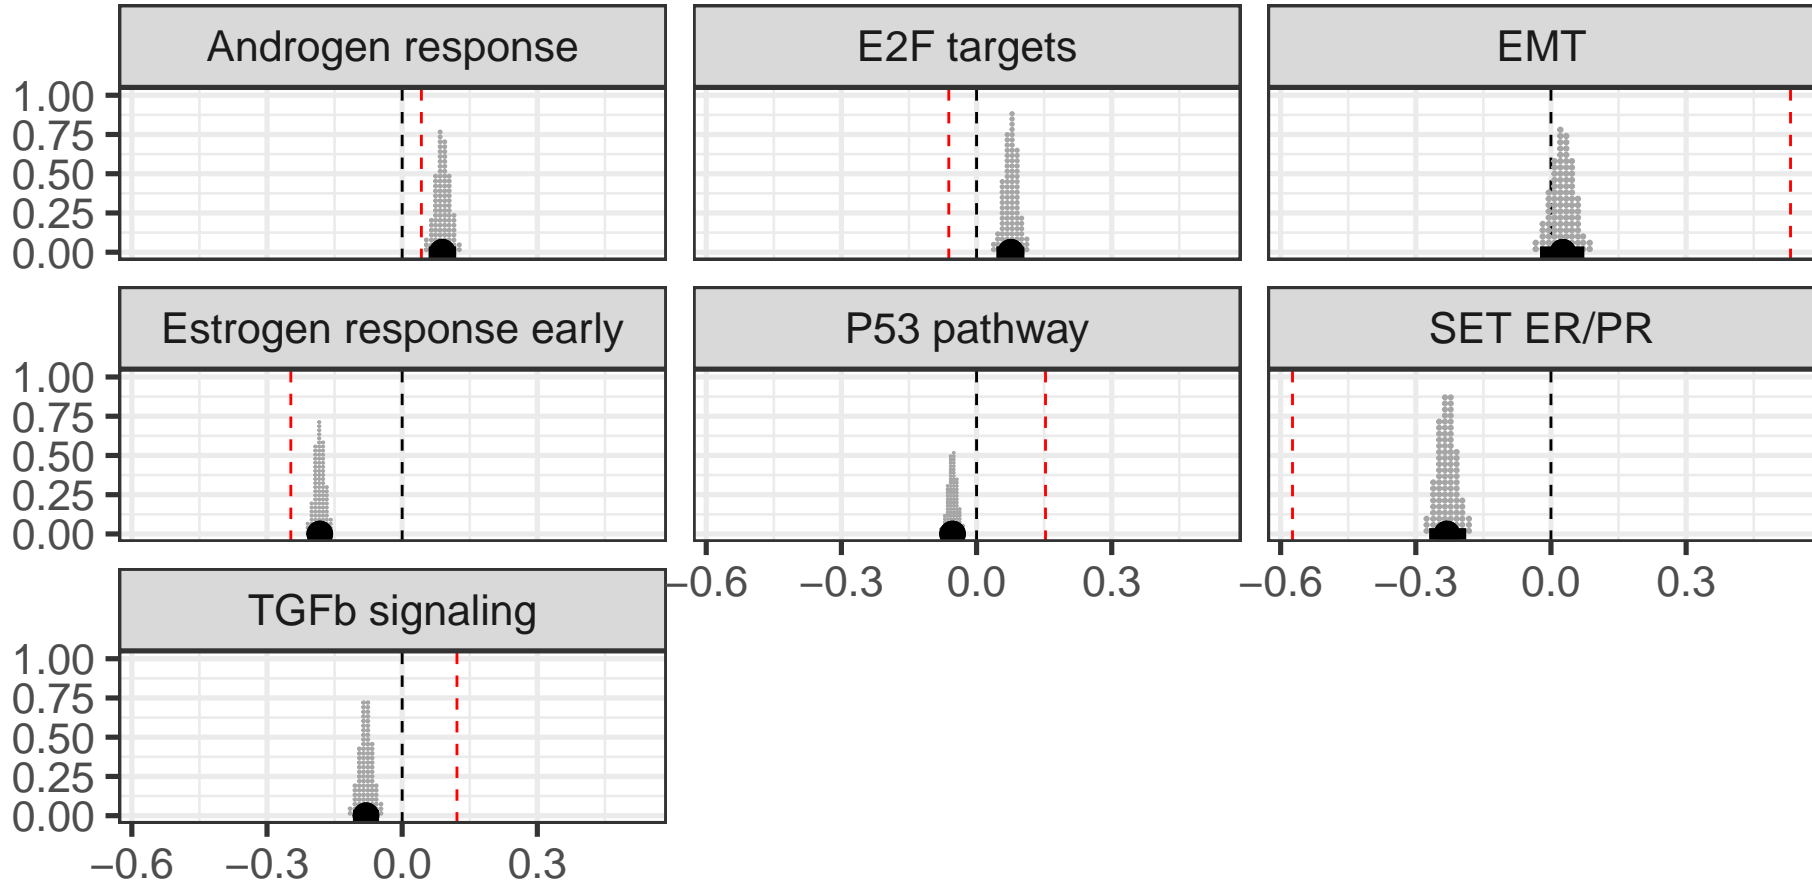 Androgen response
E2F targets
EMT
1.00
0.75
0.50
0.25
0.00
Estrogen response early
P53 pathway
SET ER/PR
1.00
0.75
0.50
0.25
0.00
−0.6 −0.3 0.0 0.3
−0.6 −0.3 0.0 0.3
TGFb signaling
1.00
0.75
0.50
0.25
0.00
−0.6 −0.3 0.0 0.3